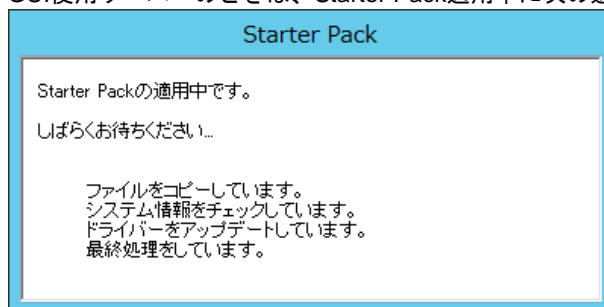 Starter Pack
Starter Packの適用中です。
しばらくお待ちください...
ファイルをコピーしています。
システム情報をチェックしています。
ドライバーをアップデートしています。
最終処理をしています。